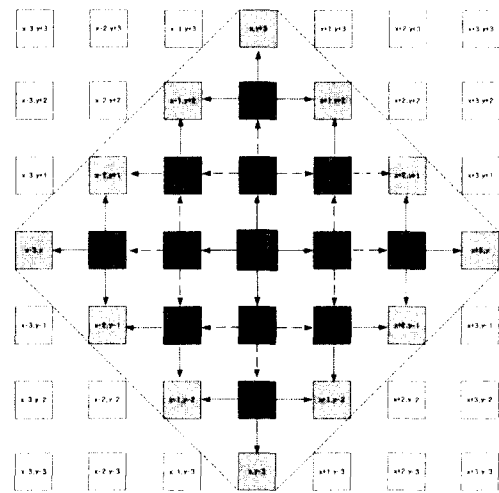 x-3,y+3 x-2,y+3 x-1,y+3 x,y+3 x+1,y+3 x+2,y+3 x+3,y+3
x-3,y+2 x-2,y+2 x-1,y+2 x+1,y+2 x+2,y+2 x+3,y+2
x-3,y+1 x-2,y+1 x+2,y+1 x+3,y+1
x-3,y x+3,y
x-3,y-1 x-2,y-1 x+2,y-1 x+3,y-1
x-3,y-2 x-2,y-2 x-1,y-2 x+1,y-2 x+2,y-2 x+3,y-2
x-3,y-3 x-2,y-3 x-1,y-3 x,y-3 x+1,y-3 x+2,y-3 x+3,y-3